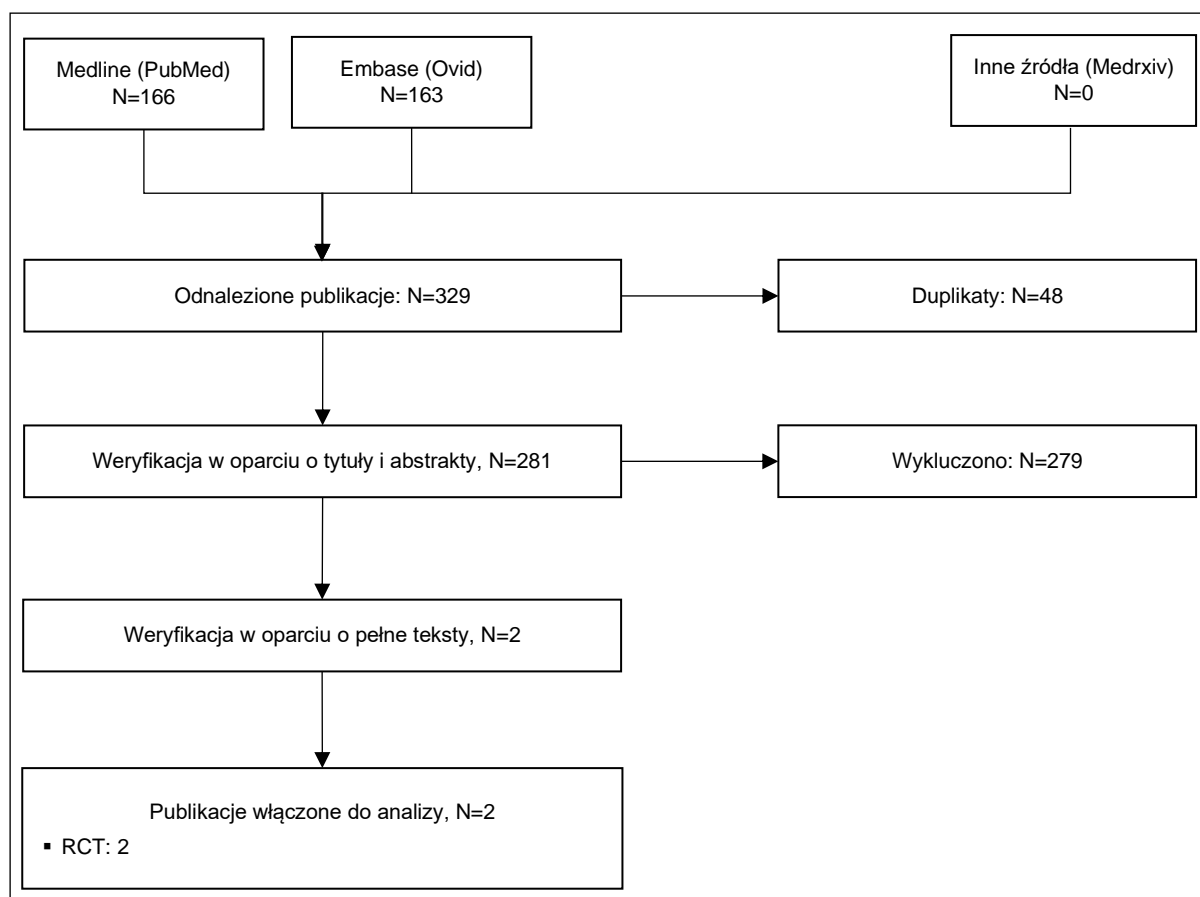 Medline (PubMed)
N=166
Embase (Ovid)
N=163
Inne źródła (Medrxiv)
N=0
Odnalezione publikacje: N=329
Duplikaty: N=48
Weryfikacja w oparciu o tytuły i abstrakty, N=281
Wykluczono: N=279
Weryfikacja w oparciu o pełne teksty, N=2
Publikacje włączone do analizy, N=2
▪ RCT: 2